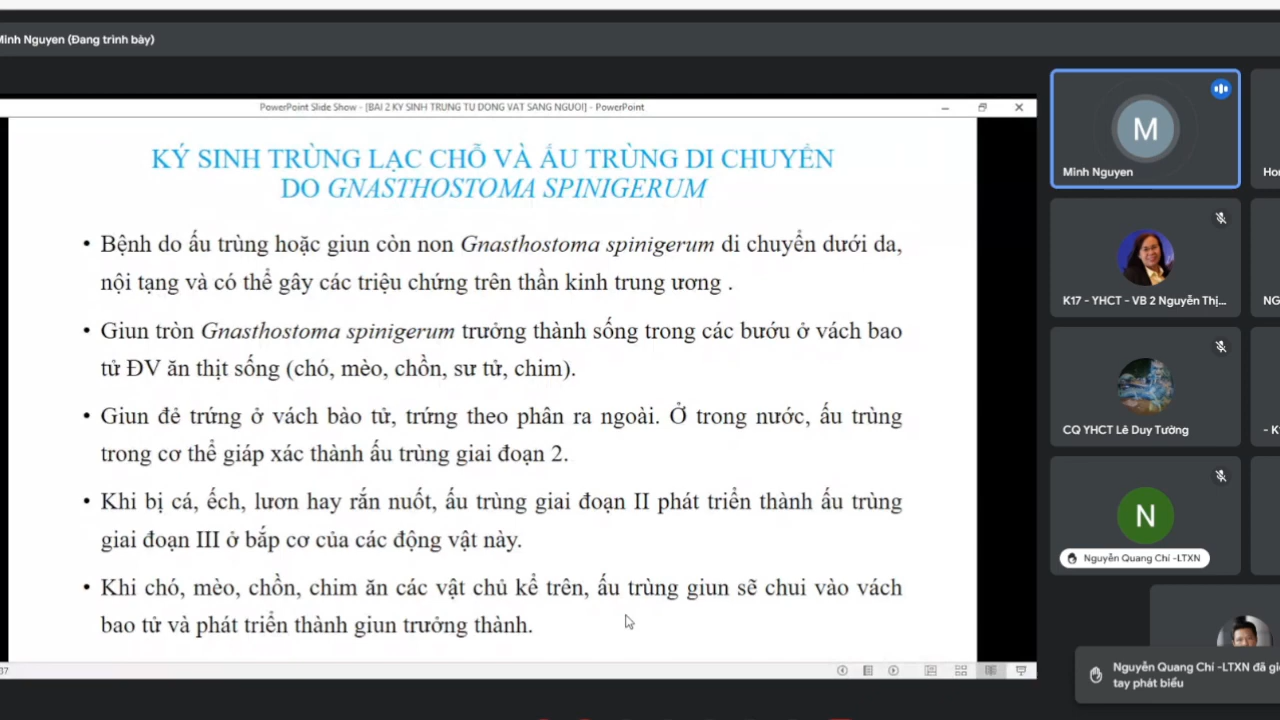 Minh Nguyen (Đang trình bày)
PowerPoint Slide Show - [BAI 2 KY SINH TRUNG TU DONG VAT SANG NGUOI] - PowerPoint
KÝ SINH TRÙNG LẠC CHỖ VÀ ẤU TRÙNG DI CHUYỂN
DO GNASTHOSTOMA SPINIGERUM
• Bệnh do ấu trùng hoặc giun còn non Gnasthostoma spinigerum di chuyển dưới da,
nội tạng và có thể gây các triệu chứng trên thần kinh trung ương .
• Giun tròn Gnasthostoma spinigerum trưởng thành sống trong các bướu ở vách bao
tử ĐV ăn thịt sống (chó, mèo, chồn, sư tử, chim).
• Giun đẻ trứng ở vách bào tử, trứng theo phân ra ngoài. Ở trong nước, ấu trùng
trong cơ thể giáp xác thành ấu trùng giai đoạn 2.
• Khi bị cá, ếch, lươn hay rắn nuốt, ấu trùng giai đoạn II phát triển thành ấu trùng
giai đoạn III ở bắp cơ của các động vật này.
• Khi chó, mèo, chồn, chim ăn các vật chủ kể trên, ấu trùng giun sẽ chui vào vách
bao tử và phát triển thành giun trưởng thành.
M
Minh Nguyen
K17 - YHCT - VB 2 Nguyễn Thị...
NG
CQ YHCT Lê Duy Tường
N
Nguyễn Quang Chí -LTXN
Nguyễn Quang Chí -LTXN đã
tay phát biểu